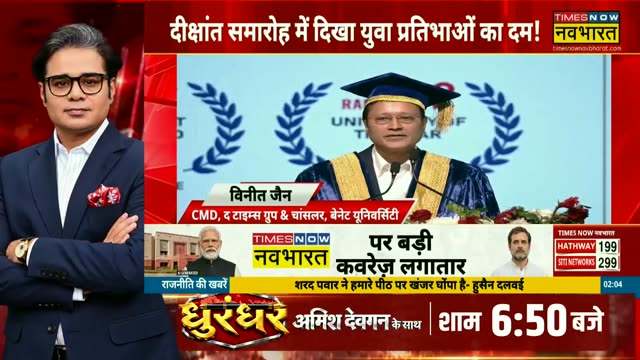 दीक्षांत समारोह में दिखा युवा प्रतिभाओं का दम!
TIMES NOW
नवभारत
timesnownavbharat.com
विनीत जैन
CMD, द टाइम्स ग्रुप & चांसलर, बेनेट यूनिवर्सिटी
TIMES NOW
नवभारत
पर बड़ी
कवरेज़ लगातार
TIMES NOW नवभारत
HATHWAY 199
SITI NETWORKS 299
राजनीति की खबरें
शरद पवार ने हमारे पीठ पर खंजर घोंपा है- हुसैन दलवई
02:04
धुरंधर
अमिश देवगन के साथ
शाम 6:50 बजे